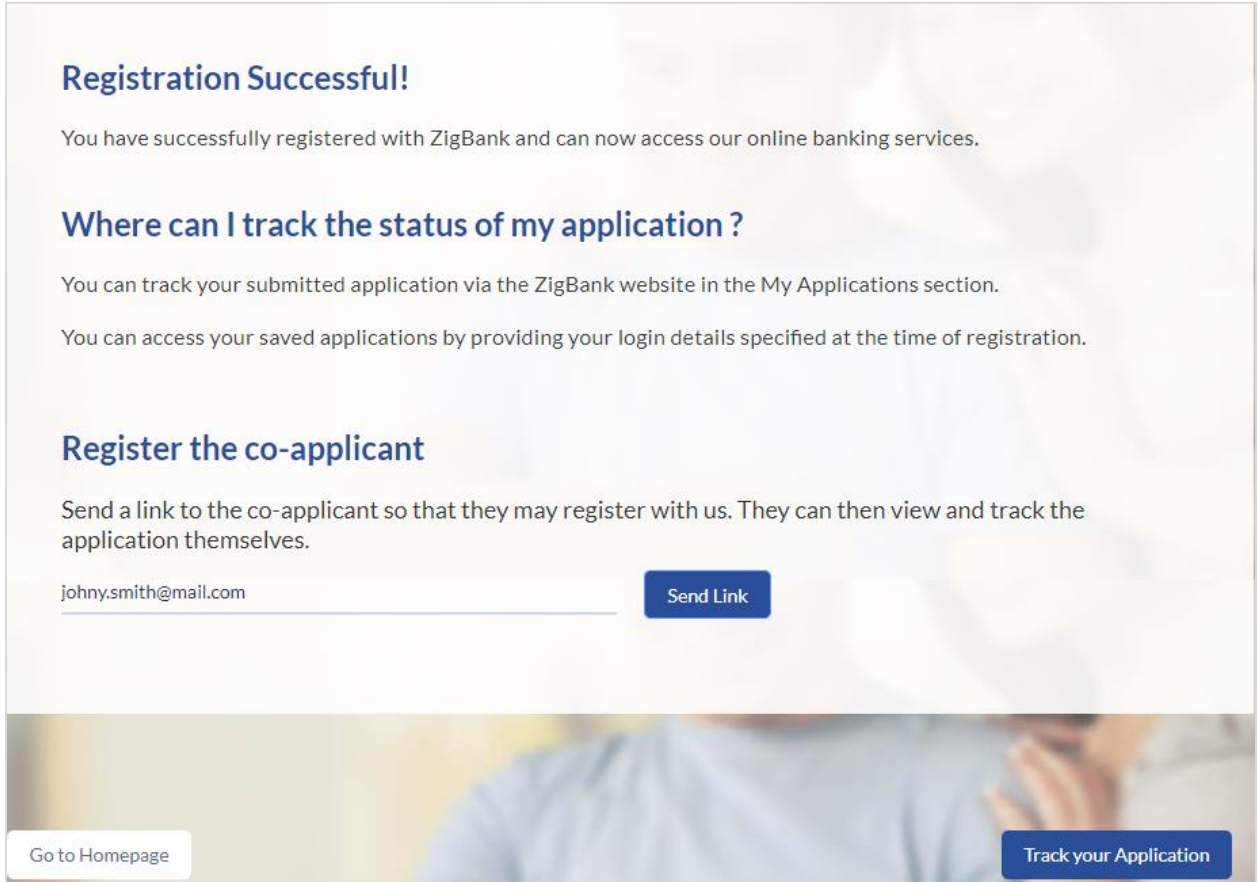 Registration Successful!
You have successfully registered with ZigBank and can now access our online banking services.
Where can I track the status of my application ?
You can track your submitted application via the ZigBank website in the My Applications section.
You can access your saved applications by providing your login details specified at the time of registration.
Register the co-applicant
Send a link to the co-applicant so that they may register with us. They can then view and track the
application themselves.
johny.smith@mail.com
Send Link
Go to Homepage
Track your Application